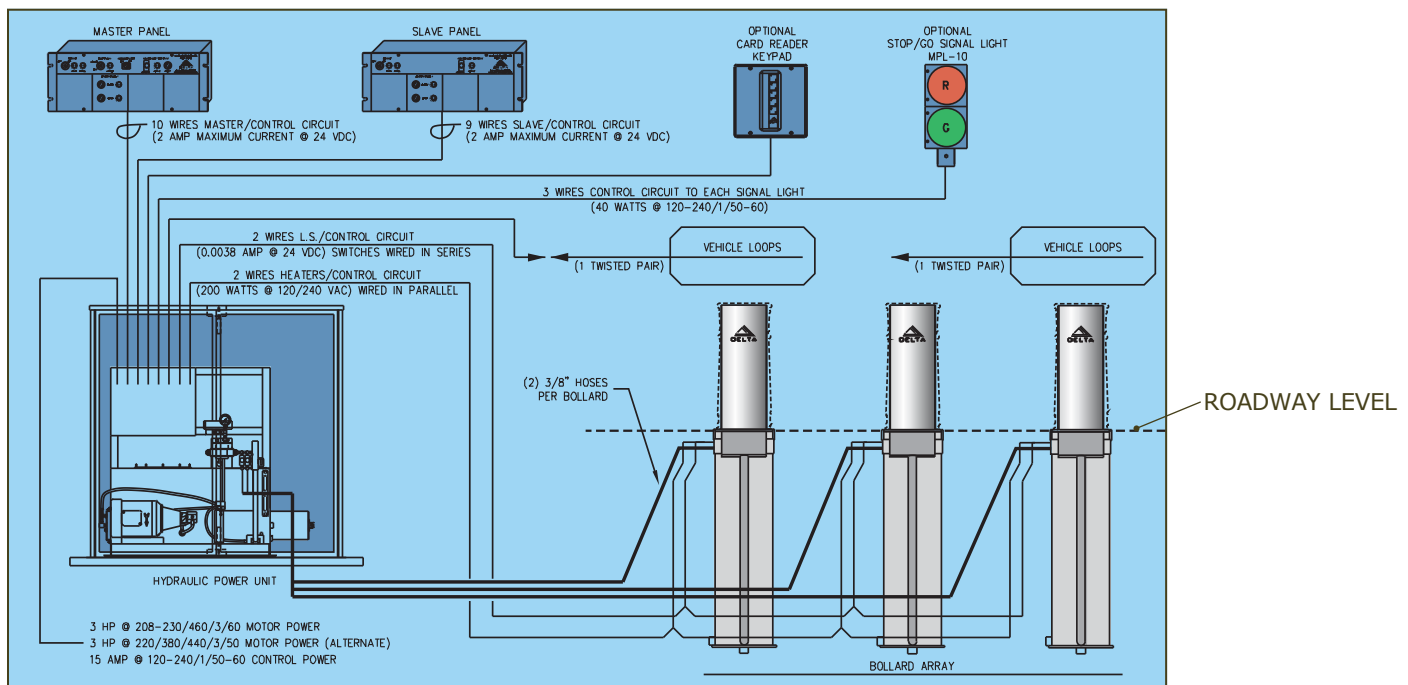 MASTER PANEL
SLAVE PANEL
OPTIONAL
CARD READER
KEYPAD
OPTIONAL
STOP/GO SIGNAL LIGHT
MPL-10
R
G
10 WIRES MASTER/CONTROL CIRCUIT
(2 AMP MAXIMUM CURRENT @ 24 VDC)
9 WIRES SLAVE/CONTROL CIRCUIT
(2 AMP MAXIMUM CURRENT @ 24 VDC)
3 WIRES CONTROL CIRCUIT TO EACH SIGNAL LIGHT
(40 WATTS @ 120-240/1/50-60)
2 WIRES L.S./CONTROL CIRCUIT
(0.0038 AMP @ 24 VDC) SWITCHES WIRED IN SERIES
VEHICLE LOOPS
(1 TWISTED PAIR)
VEHICLE LOOPS
(1 TWISTED PAIR)
2 WIRES HEATERS/CONTROL CIRCUIT
(200 WATTS @ 120/240 VAC) WIRED IN PARALLEL
DELTA
DELTA
DELTA
(2) 3/8" HOSES
PER BOLLARD
ROADWAY LEVEL
HYDRAULIC POWER UNIT
3 HP @ 208-230/460/3/60 MOTOR POWER
3 HP @ 220/380/440/3/50 MOTOR POWER (ALTERNATE)
15 AMP @ 120-240/1/50-60 CONTROL POWER
BOLLARD ARRAY